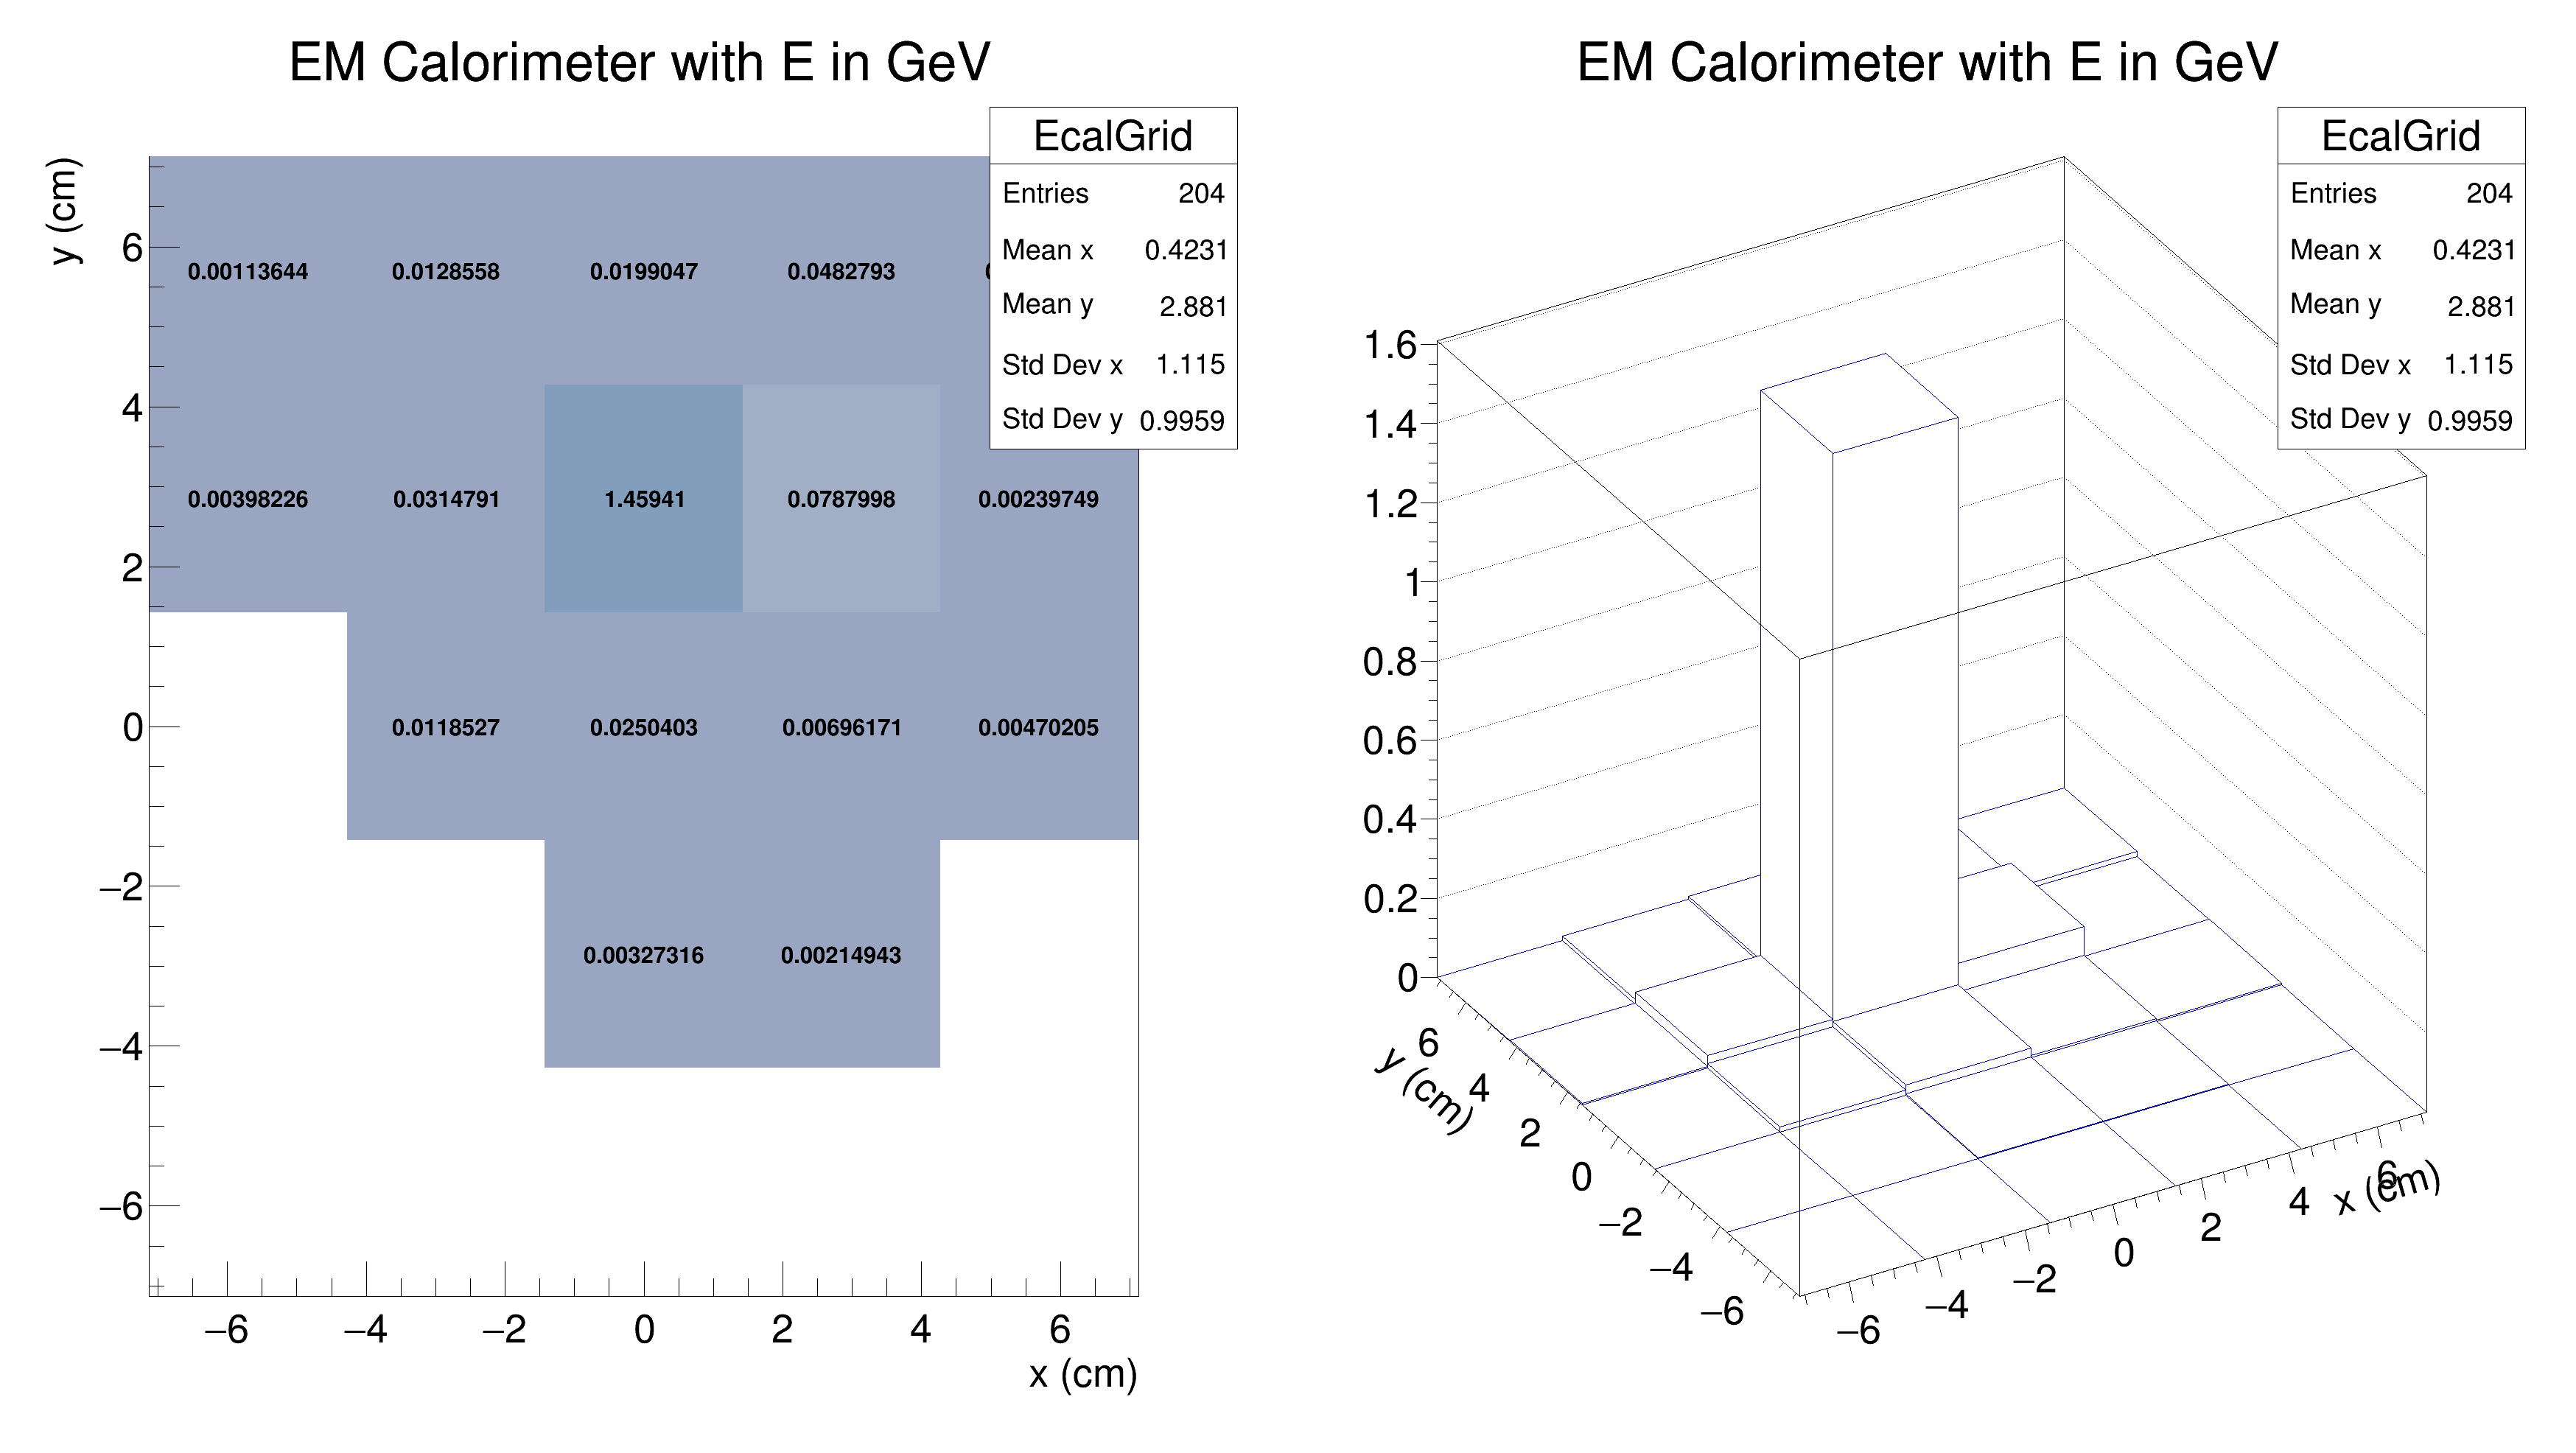 EM Calorimeter with E in GeV
EcalGrid
Entries 204
Mean x 0.4231
Mean y 2.881
Std Dev x 1.115
Std Dev y 0.9959
y (cm)
6
4
2
0
−2
−4
−6
0.00113644 0.0128558 0.0199047 0.0482793
0.00398226 0.0314791 1.45941 0.0787998 0.00239749
0.0118527 0.0250403 0.00696171 0.00470205
0.00327316 0.00214943
−6 −4 −2 0 2 4 6
x (cm)
EM Calorimeter with E in GeV
EcalGrid
Entries 204
Mean x 0.4231
Mean y 2.881
Std Dev x 1.115
Std Dev y 0.9959
1.6
1.4
1.2
1
0.8
0.6
0.4
0.2
0
6
4
2
0
−2
−4
−6
y (cm)
−6
−4
−2
0
2
4
6
x (cm)